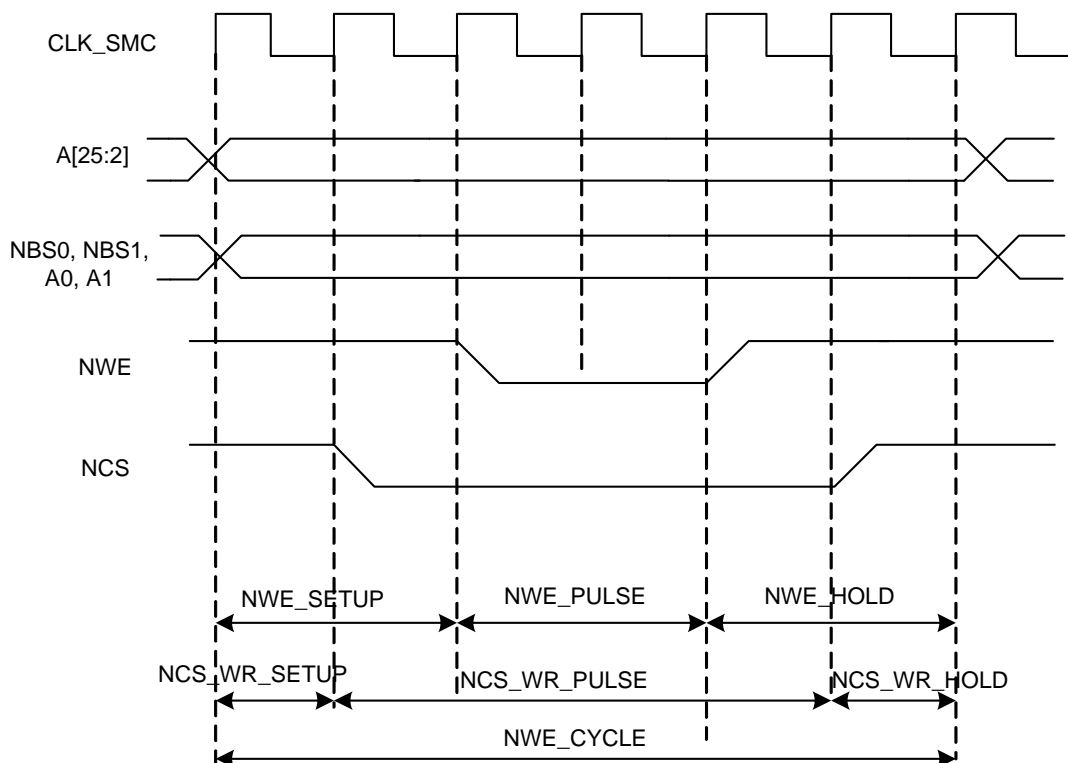 CLK_SMC
A[25:2]
NBS0, NBS1,
A0, A1
NWE
NCS
NWE_SETUP
NWE_PULSE
NWE_HOLD
NCS_WR_SETUP
NCS_WR_PULSE
NCS_WR_HOLD
NWE_CYCLE